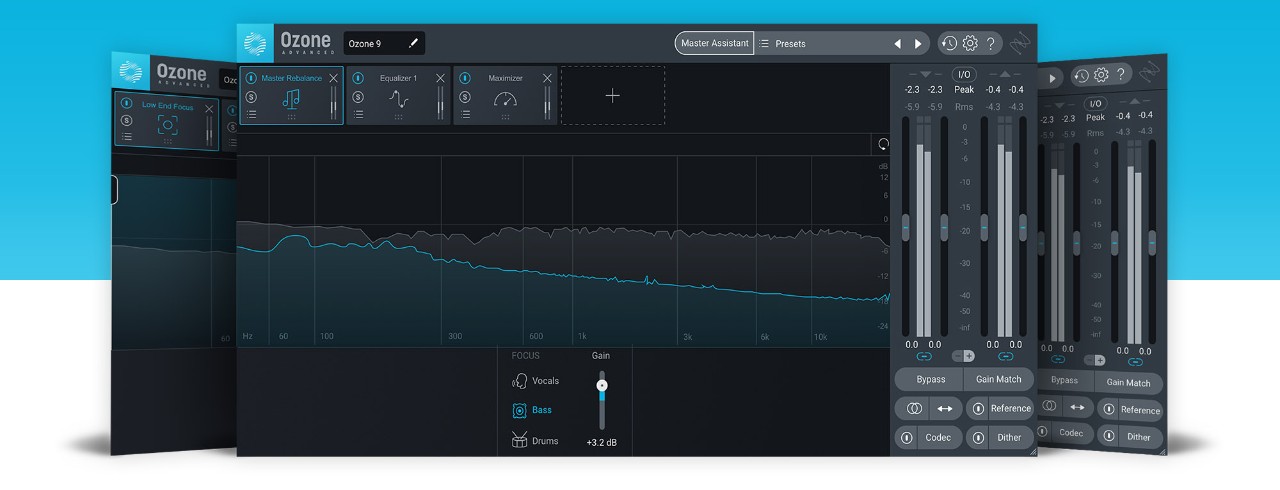 Ozone
ADVANCED
Ozone 9
Master Assistant
Presets
?
Master Rebalance
Equalizer 1
Maximizer
S
S
S
+
I/O
-2.3 -2.3 Peak -0.4 -0.4
-5.9 -5.9 Rms -4.3 -4.3
0
-3
-6
-10
-15
-20
-30
-40
-50
-inf
0.0 0.0 0.0 0.0
- +
Bypass
Gain Match
Reference
Codec
Dither
dB
12
6
0
-6
-12
-18
-24
Hz 60 100 300 600 1k 3k 5k 10k
FOCUS
Gain
Vocals
Bass
Drums
+3.2 dB
Ozone
ADVANCED
Low End Focus
S
S
60
?
I/O
-2.3 -2.3 Peak -0.4 -0.4
-8.9 -5.9 Rms -4.3 -4.3
0
-3
-6
-10
-15
-20
-30
-40
-50
-inf
0.0 0.0 0.0 0.0
- +
Bypass
Gain Match
Reference
Codec
Dither